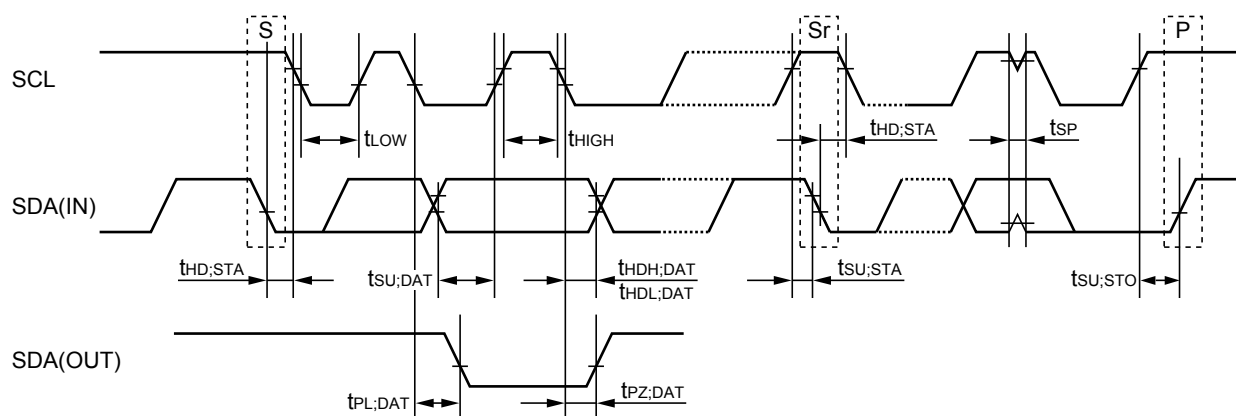 S
Sr
P
SCL
tLOW
tHIGH
tHD;STA
tSP
SDA(IN)
tHD;STA
tSU;DAT
tHDH;DAT
tHDL;DAT
tSU;STA
tSU;STO
SDA(OUT)
tPL;DAT
tPZ;DAT